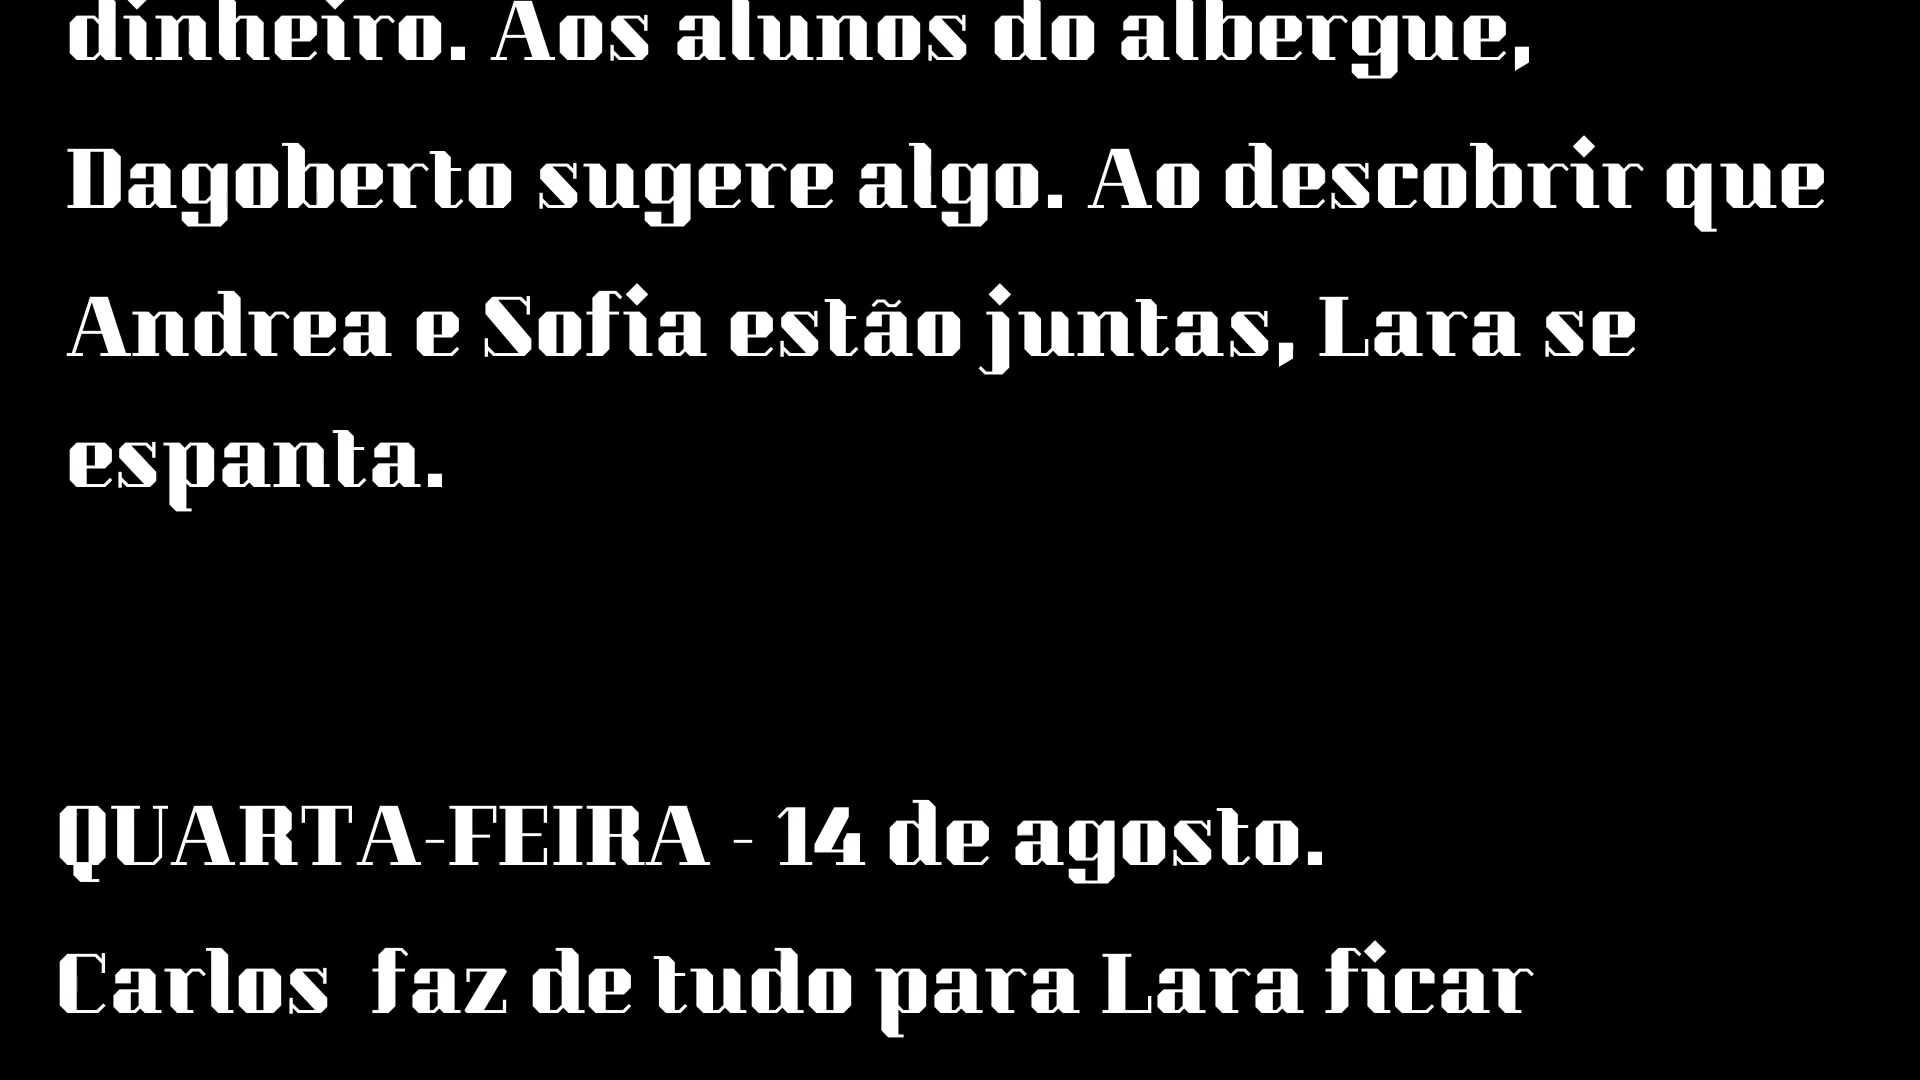 dinheiro. Aos alunos do albergue,
Dagoberto sugere algo. Ao descobrir que
Andrea e Sofia estão juntas, Lara se
espanta.
QUARTA-FEIRA - 14 de agosto.
Carlos  faz de tudo para Lara ficar